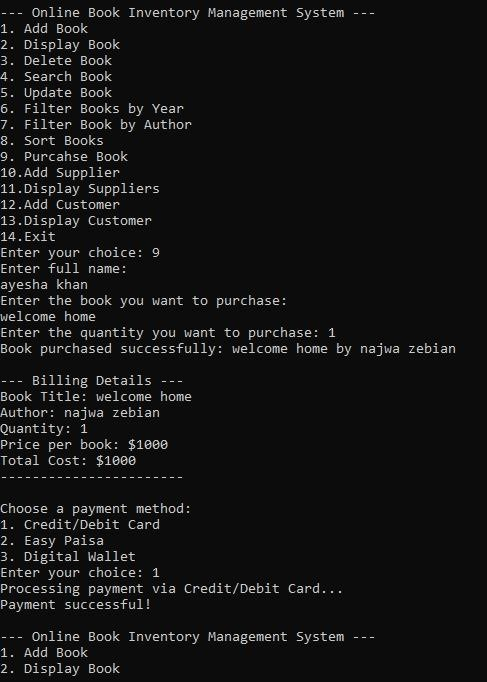 --- Online Book Inventory Management System ---
1. Add Book
2. Display Book
3. Delete Book
4. Search Book
5. Update Book
6. Filter Books by Year
7. Filter Book by Author
8. Sort Books
9. Purcahse Book
10.Add Supplier
11.Display Suppliers
12.Add Customer
13.Display Customer
14.Exit
Enter your choice: 9
Enter full name:
ayesha khan
Enter the book you want to purchase:
welcome home
Enter the quantity you want to purchase: 1
Book purchased successfully: welcome home by najwa zebian
--- Billing Details ---
Book Title: welcome home
Author: najwa zebian
Quantity: 1
Price per book: $1000
Total Cost: $1000
-----------------------
Choose a payment method:
1. Credit/Debit Card
2. Easy Paisa
3. Digital Wallet
Enter your choice: 1
Processing payment via Credit/Debit Card...
Payment successful!
--- Online Book Inventory Management System ---
1. Add Book
2. Display Book